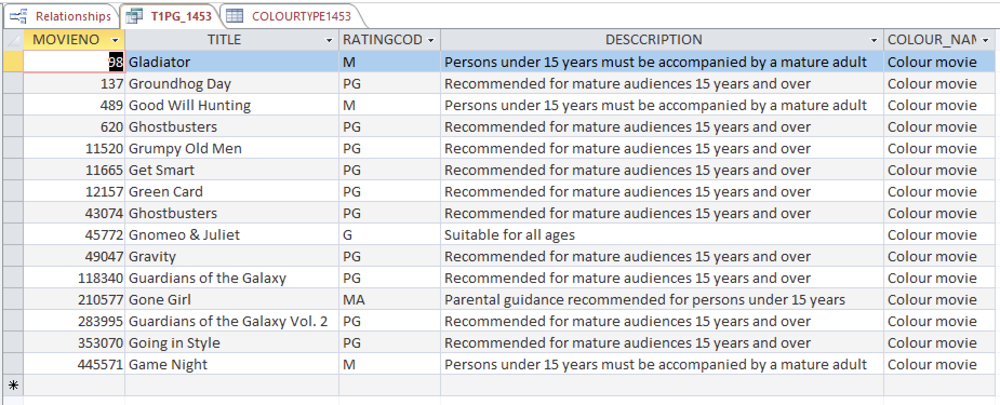 Relationships T1PG_1453 COLOURTYPE1453
MOVIENO TITLE RATINGCOD DESCCRIPTION COLOUR_NAM
98 Gladiator M Persons under 15 years must be accompanied by a mature adult Colour movie
137 Groundhog Day PG Recommended for mature audiences 15 years and over Colour movie
489 Good Will Hunting M Persons under 15 years must be accompanied by a mature adult Colour movie
620 Ghostbusters PG Recommended for mature audiences 15 years and over Colour movie
11520 Grumpy Old Men PG Recommended for mature audiences 15 years and over Colour movie
11665 Get Smart PG Recommended for mature audiences 15 years and over Colour movie
12157 Green Card PG Recommended for mature audiences 15 years and over Colour movie
43074 Ghostbusters PG Recommended for mature audiences 15 years and over Colour movie
45772 Gnomeo & Juliet G Suitable for all ages Colour movie
49047 Gravity PG Recommended for mature audiences 15 years and over Colour movie
118340 Guardians of the Galaxy PG Recommended for mature audiences 15 years and over Colour movie
210577 Gone Girl MA Parental guidance recommended for persons under 15 years Colour movie
283995 Guardians of the Galaxy Vol. 2 PG Recommended for mature audiences 15 years and over Colour movie
353070 Going in Style PG Recommended for mature audiences 15 years and over Colour movie
445571 Game Night M Persons under 15 years must be accompanied by a mature adult Colour movie